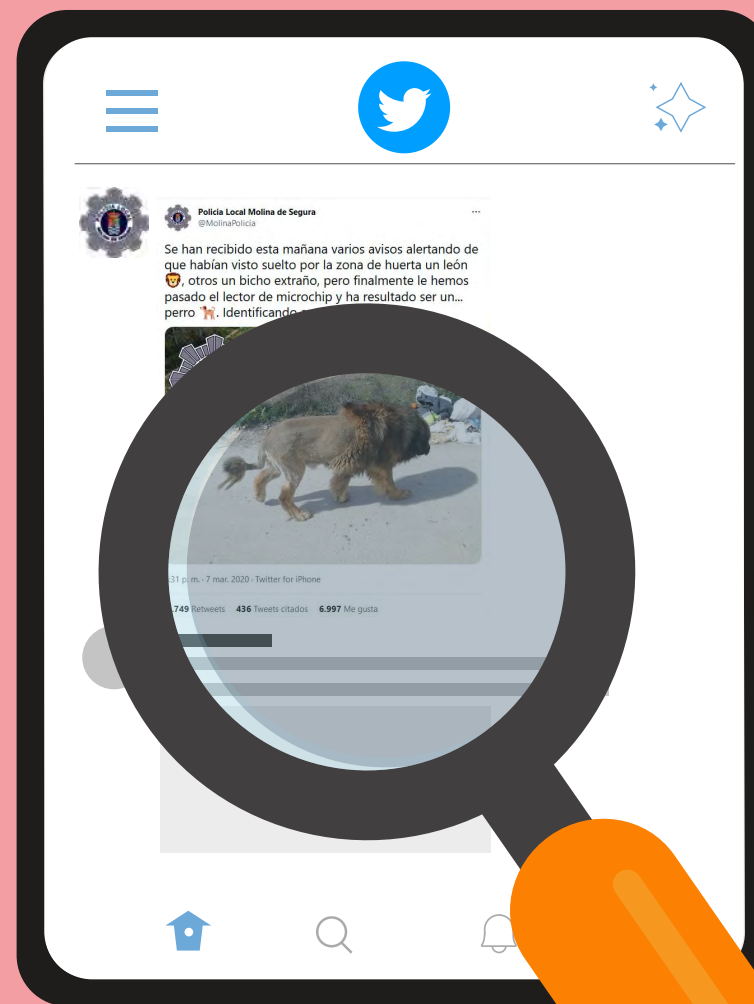 Policia Local Molina de Segura
@MolinaPolicia
Se han recibido esta mañana varios avisos alertando de
que habían visto suelto por la zona de huerta un león
🦁, otros un bicho extraño, pero finalmente le hemos
pasado el lector de microchip y ha resultado ser un...
perro 🐕. Identificando
:31 p. m. · 7 mar. 2020 · Twitter for iPhone
.749 Retweets 436 Tweets citados 6.997 Me gusta